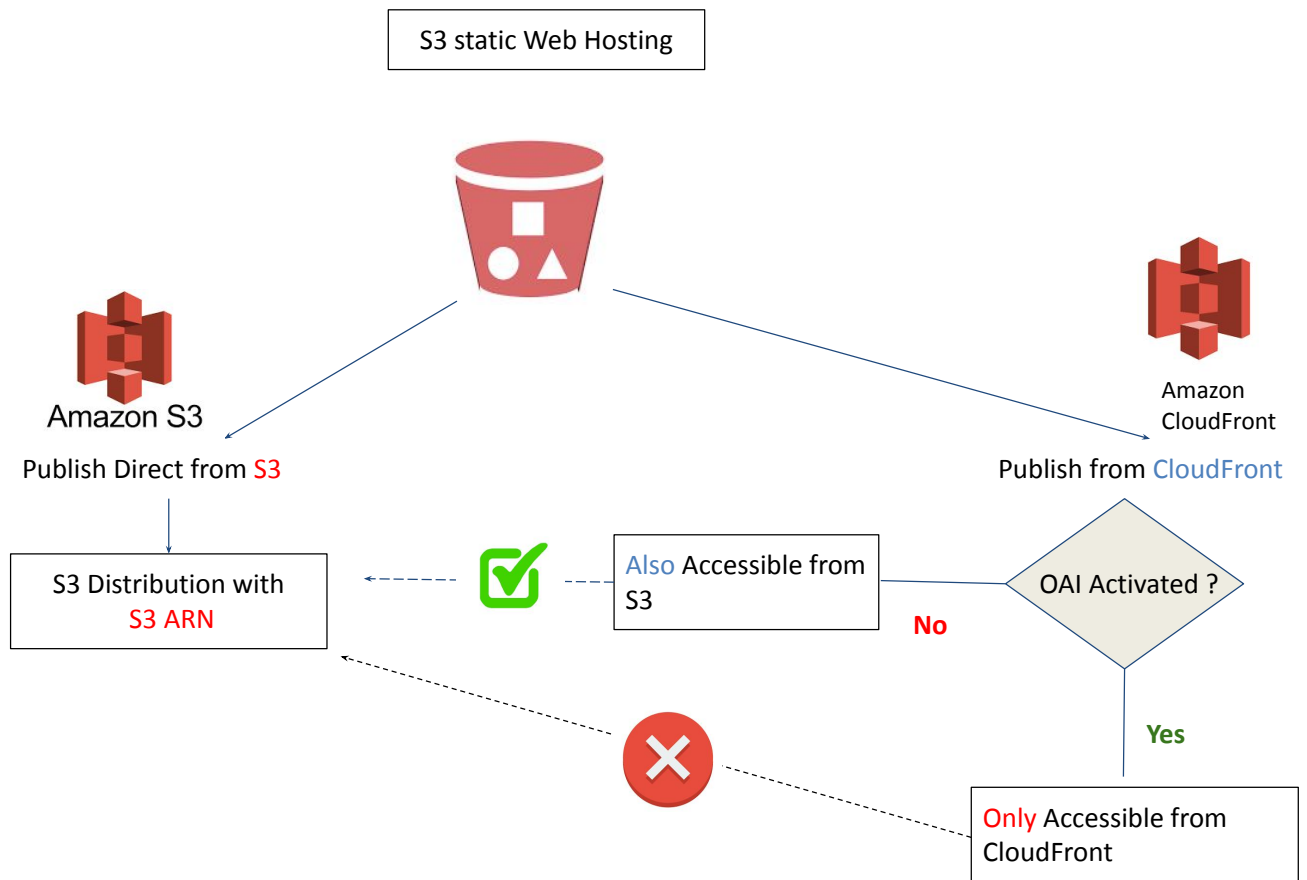 S3 static Web Hosting
Amazon S3
Amazon
CloudFront
Publish Direct from S3
Publish from CloudFront
S3 Distribution with
S3 ARN
Also Accessible from
S3
OAI Activated ?
No
Yes
Only Accessible from
CloudFront